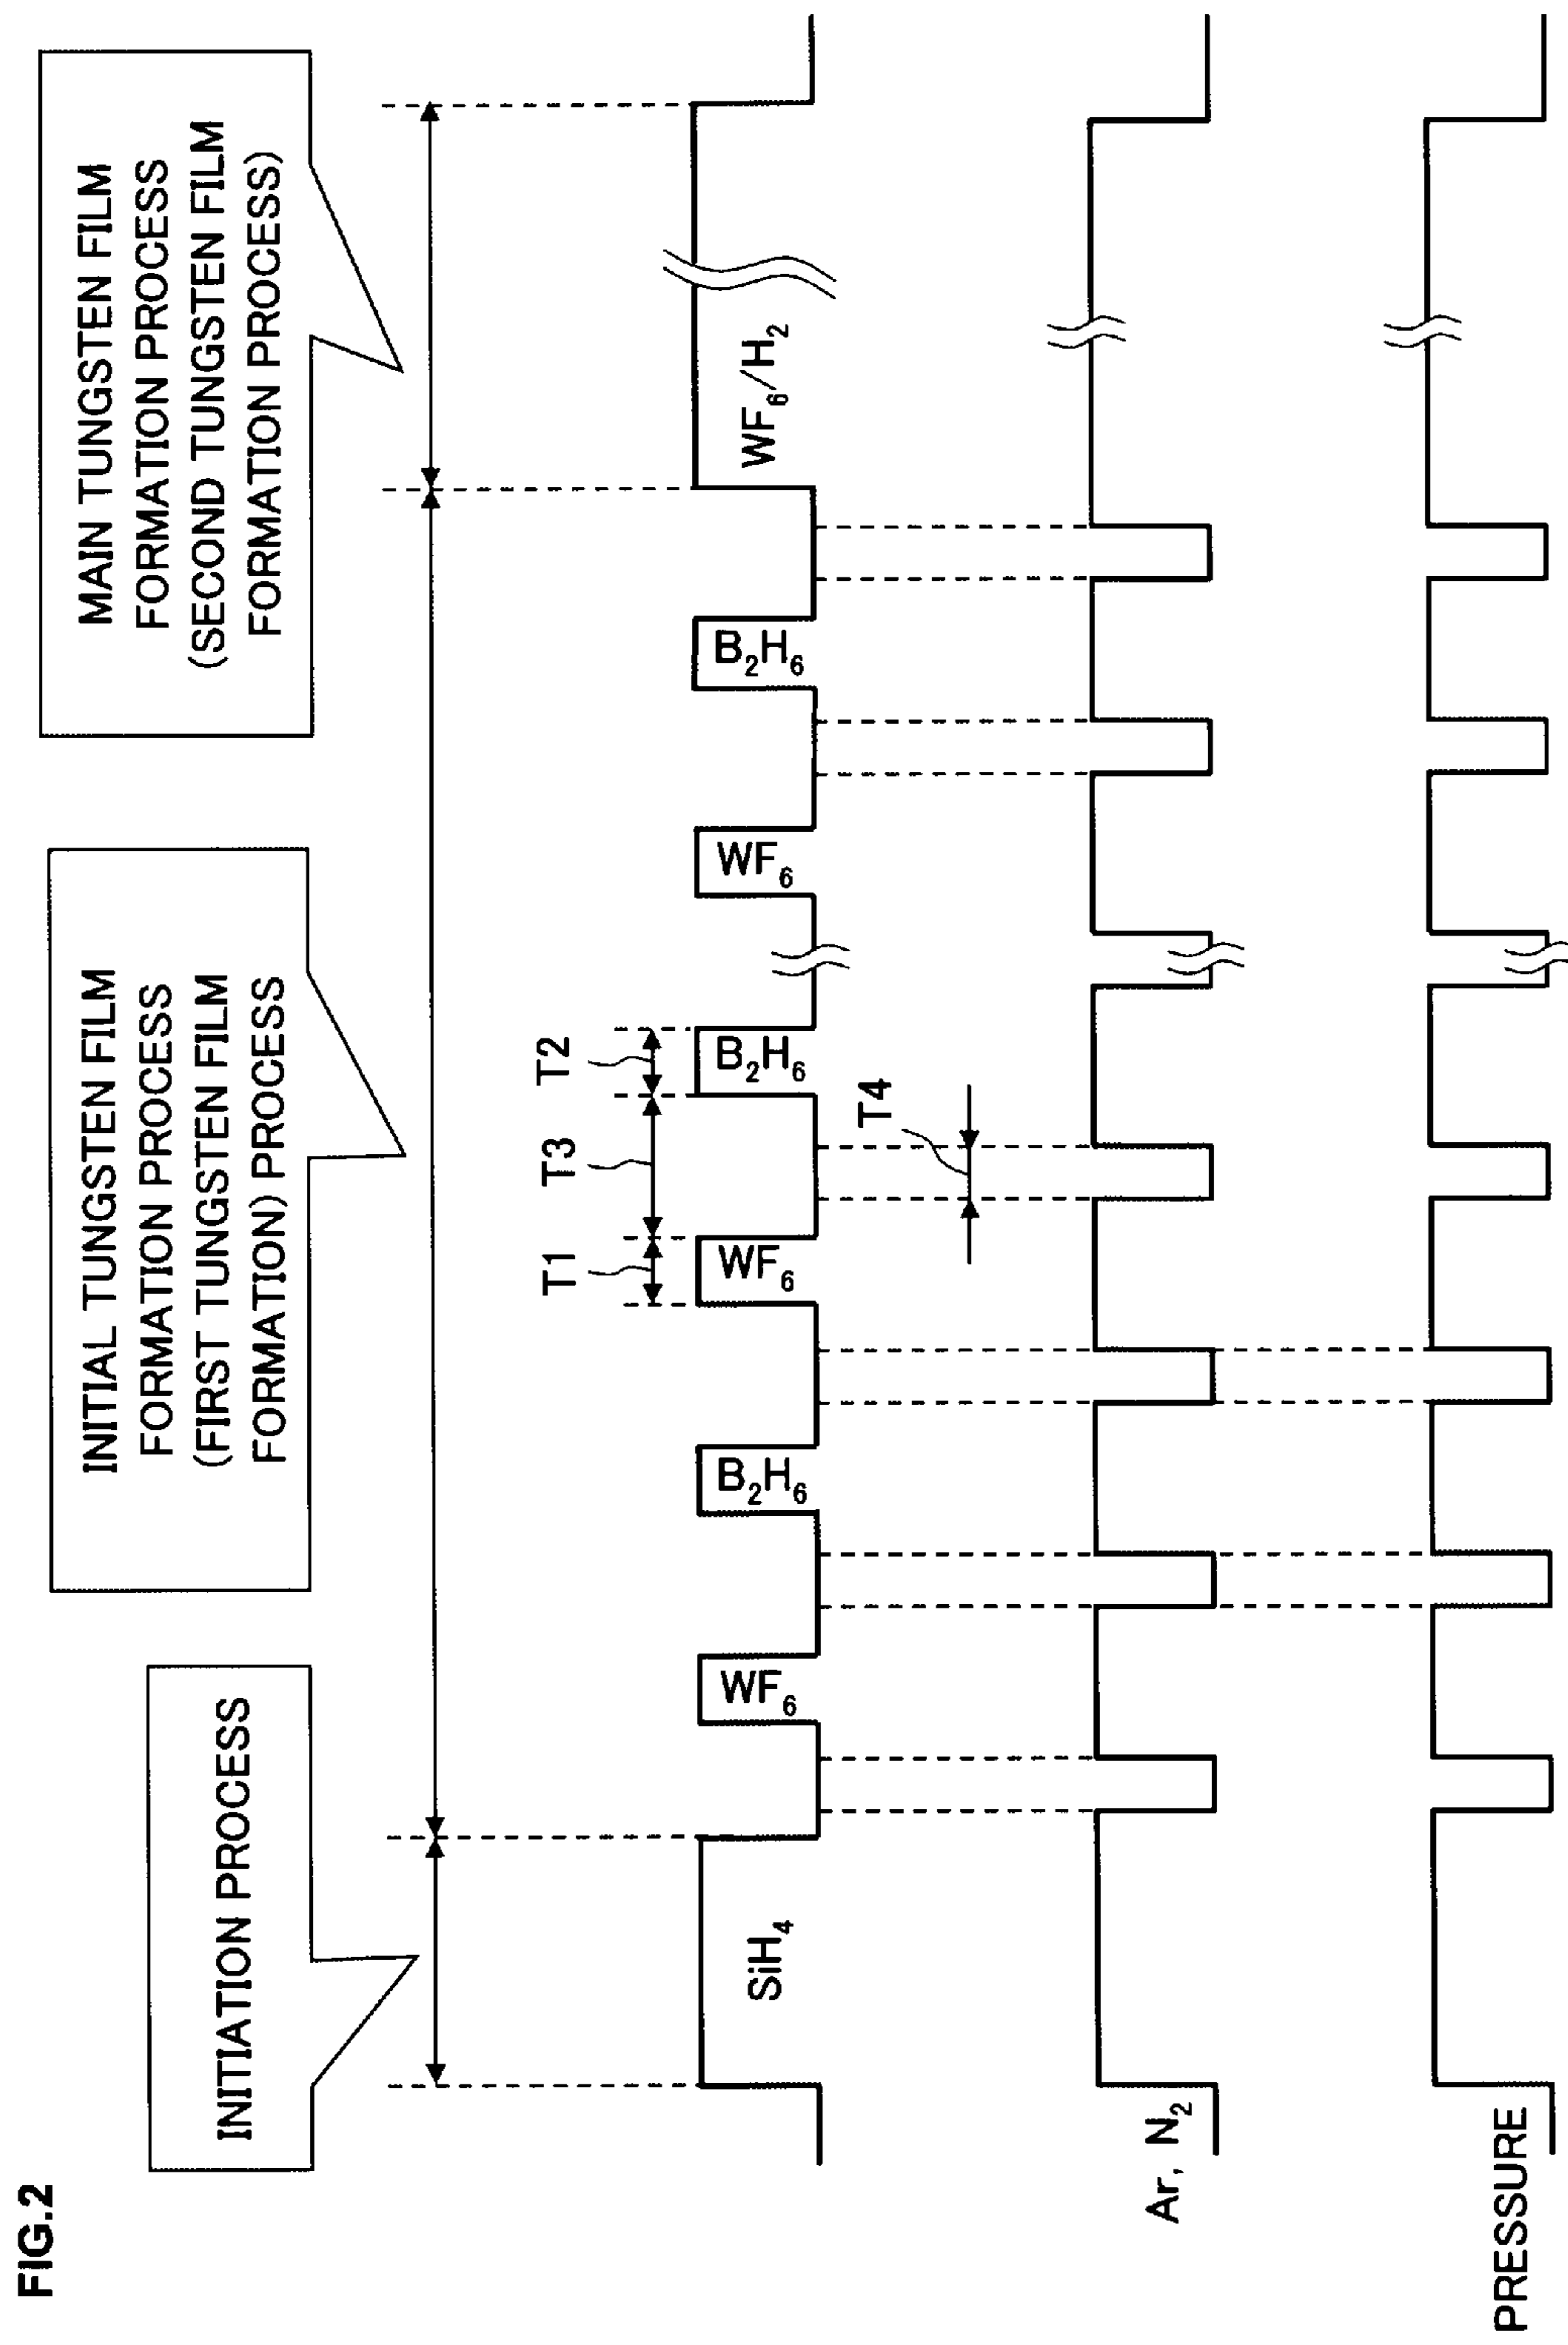 FIG.2
INITIATION PROCESS
INITIAL TUNGSTEN FILM
FORMATION PROCESS
(FIRST TUNGSTEN FILM
FORMATION) PROCESS
MAIN TUNGSTEN FILM
FORMATION PROCESS
(SECOND TUNGSTEN FILM
FORMATION PROCESS)
T1
T3
T2
SiH4
WF6
B2H6
WF6
B2H6
WF6
B2H6
WF6/H2
T4
Ar, N2
PRESSURE